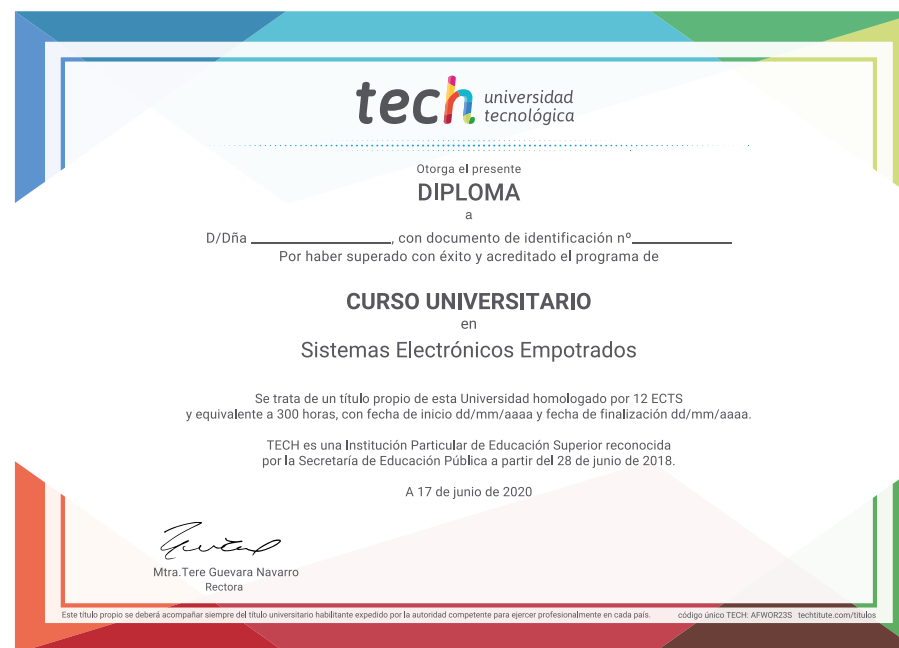 tech universidad
tecnológica
Otorga el presente
DIPLOMA
a
D/Dña ______________, con documento de identificación nº__________
Por haber superado con éxito y acreditado el programa de
CURSO UNIVERSITARIO
en
Sistemas Electrónicos Empotrados
Se trata de un título propio de esta Universidad homologado por 12 ECTS
y equivalente a 300 horas, con fecha de inicio dd/mm/aaaa y fecha de finalización dd/mm/aaaa.
TECH es una Institución Particular de Educación Superior reconocida
por la Secretaría de Educación Pública a partir del 28 de junio de 2018.
A 17 de junio de 2020
Mtra.Tere Guevara Navarro
Rectora
Este título propio se deberá acompañar siempre del título universitario habilitante expedido por la autoridad competente para ejercer profesionalmente en cada país. código único TECH: AFWOR23S techtitute.com/titulos